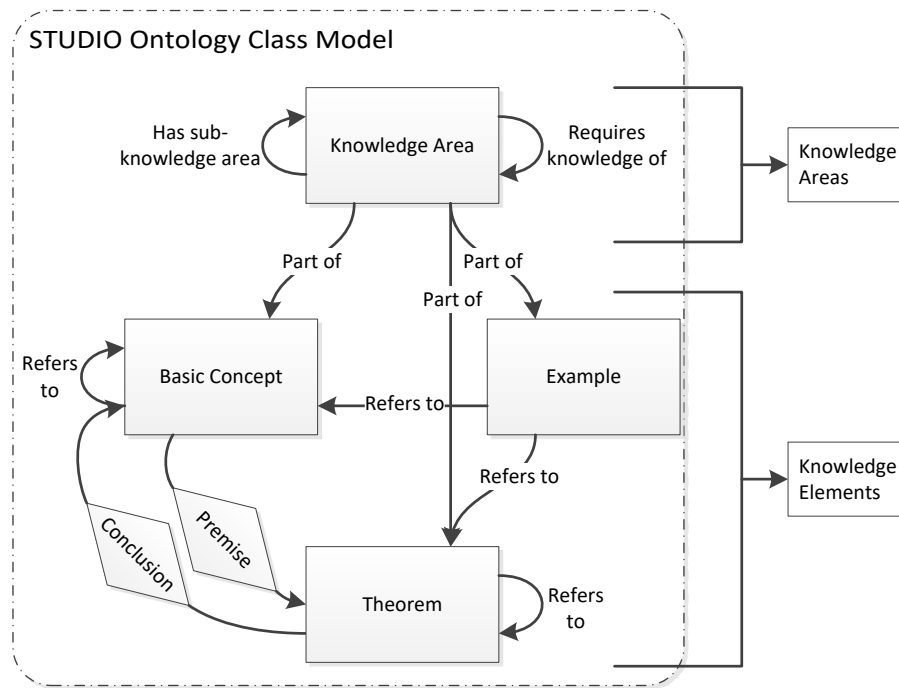 STUDIO Ontology Class Model
Has sub-
knowledge area
Knowledge Area
Requires
knowledge of
Knowledge
Areas
Part of
Part of
Part of
Basic Concept
Example
Refers
to
Refers to
Refers to
Knowledge
Elements
Conclusion
Premise
Theorem
Refers
to